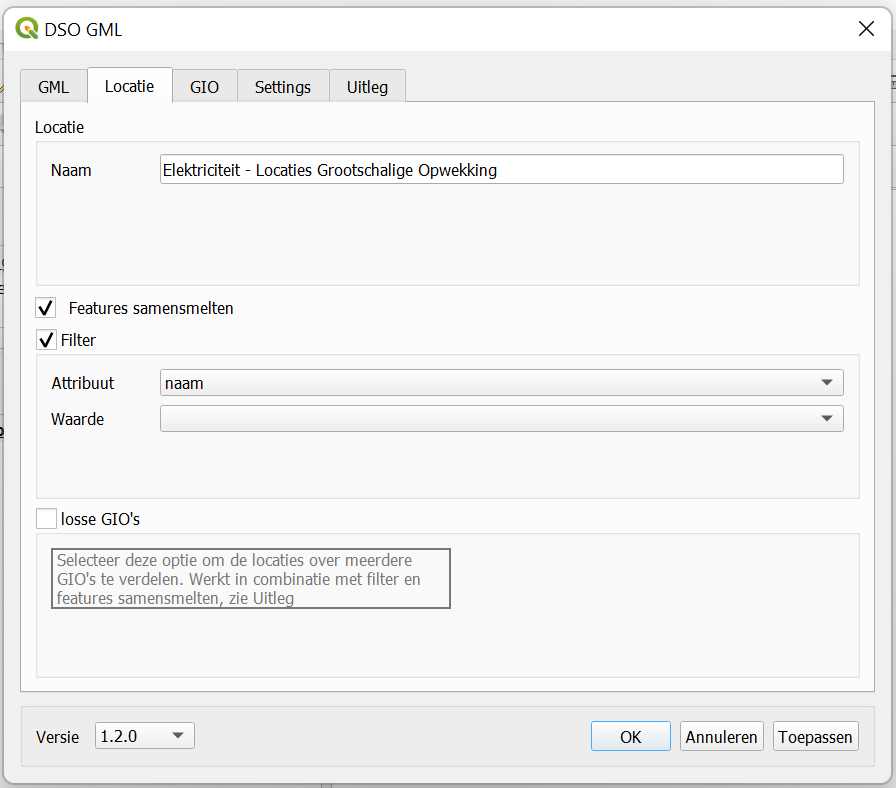 DSO GML
GML
Locatie
GIO
Settings
Uitleg
Locatie
Naam
Elektriciteit - Locaties Grootschalige Opwekking
Features samensmelten
Filter
Attribuut
naam
Waarde
losse GIO's
Selecteer deze optie om de locaties over meerdere
GIO's te verdelen. Werkt in combinatie met filter en
features samensmelten, zie Uitleg
Versie
1.2.0
OK
Annuleren
Toepassen